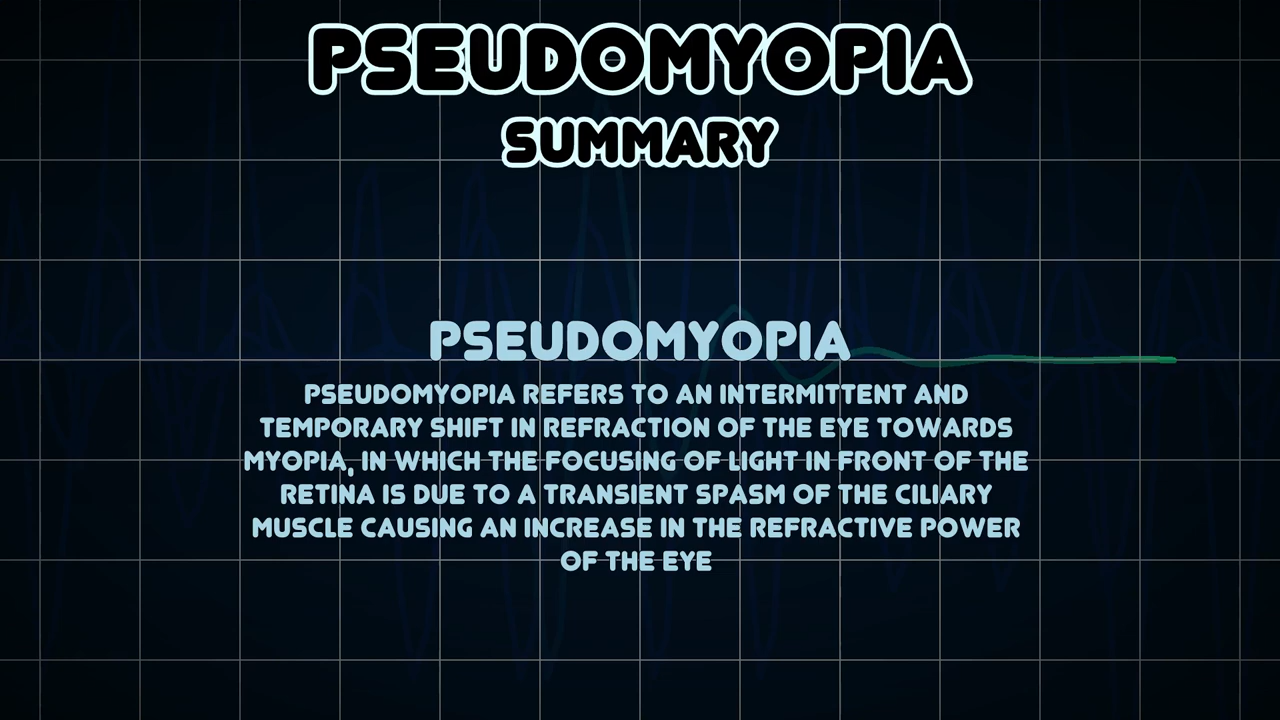 PSEUDOMYOPIA
SUMMARY
PSEUDOMYOPIA
PSEUDOMYOPIA REFERS TO AN INTERMITTENT AND
TEMPORARY SHIFT IN REFRACTION OF THE EYE TOWARDS
MYOPIA, IN WHICH THE FOCUSING OF LIGHT IN FRONT OF THE
RETINA IS DUE TO A TRANSIENT SPASM OF THE CILIARY
MUSCLE CAUSING AN INCREASE IN THE REFRACTIVE POWER
OF THE EYE